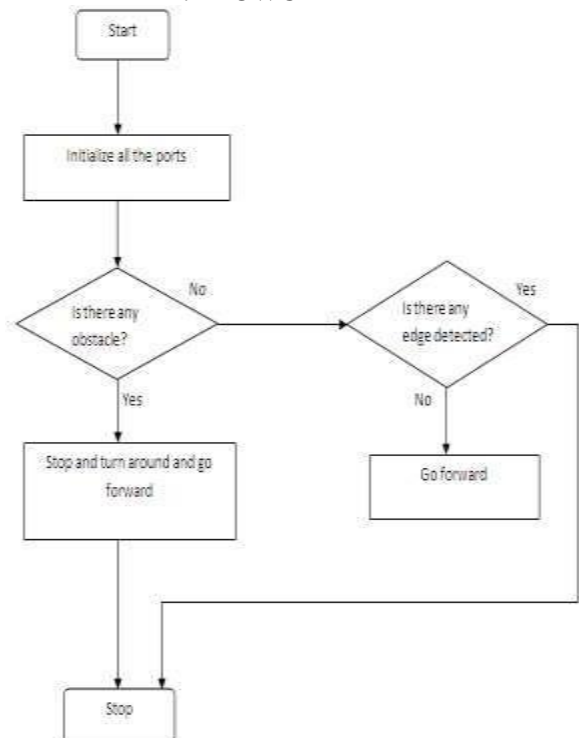 Start
Initialize all the ports
Is there any
obstacle?
No
Is there any
edge detected?
Yes
Yes
No
Stop and turn around and go
forward
Go forward
Stop